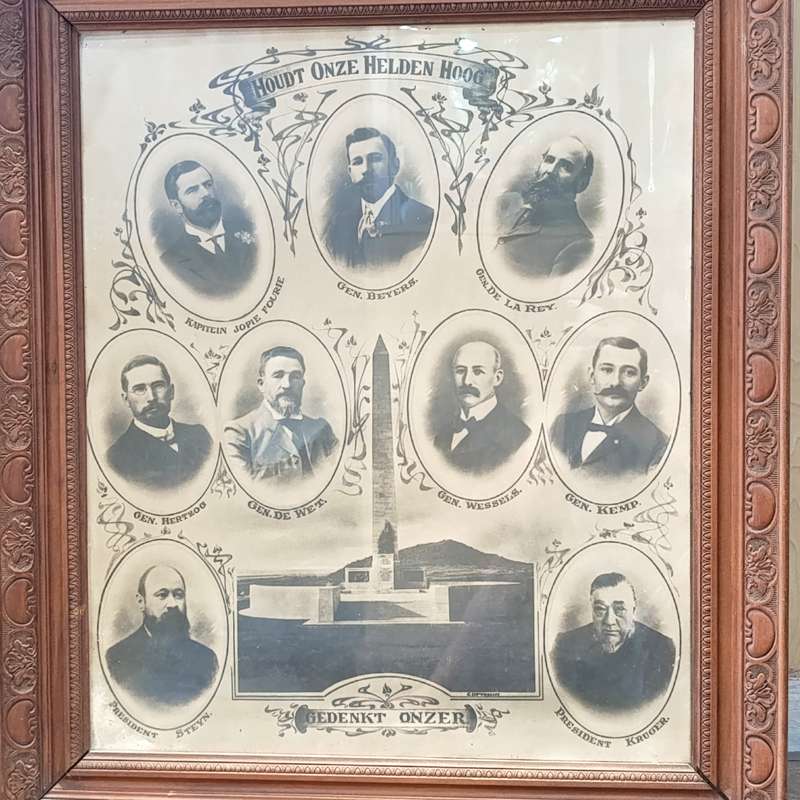 HOUDT ONZE HELDEN HOOG
KAPITEIN JOPIE FOURIE
GEN. BEYERS.
GEN. DE LA REY.
GEN. HERTZOG
GEN. DE WET.
GEN. WESSELS.
GEN. KEMP.
PRESIDENT STEYN.
GEDENKT ONZER
PRESIDENT KRUGER.